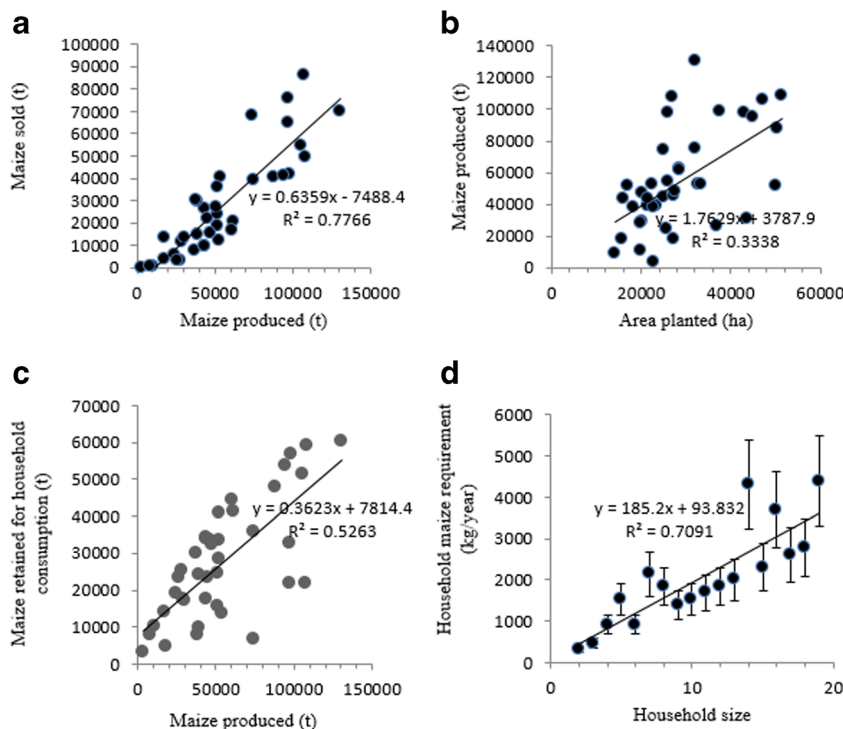 a
100000
90000
80000
70000
60000
50000
40000
30000
20000
10000
0
Maize sold (t)
y = 0.6359x - 7488.4
R² = 0.7766
0 50000 100000 150000
Maize produced (t)
b
140000
120000
100000
80000
60000
40000
20000
0
Maize produced (t)
y = 1.7629x + 3787.9
R² = 0.3338
0 20000 40000 60000
Area planted (ha)
c
70000
60000
50000
40000
30000
20000
10000
0
Maize retained for household
consumption (t)
y = 0.3623x + 7814.4
R² = 0.5263
0 50000 100000 150000
Maize produced (t)
d
6000
5000
4000
3000
2000
1000
0
Household maize requirement
(kg/year)
y = 185.2x + 93.832
R² = 0.7091
0 10 20
Household size